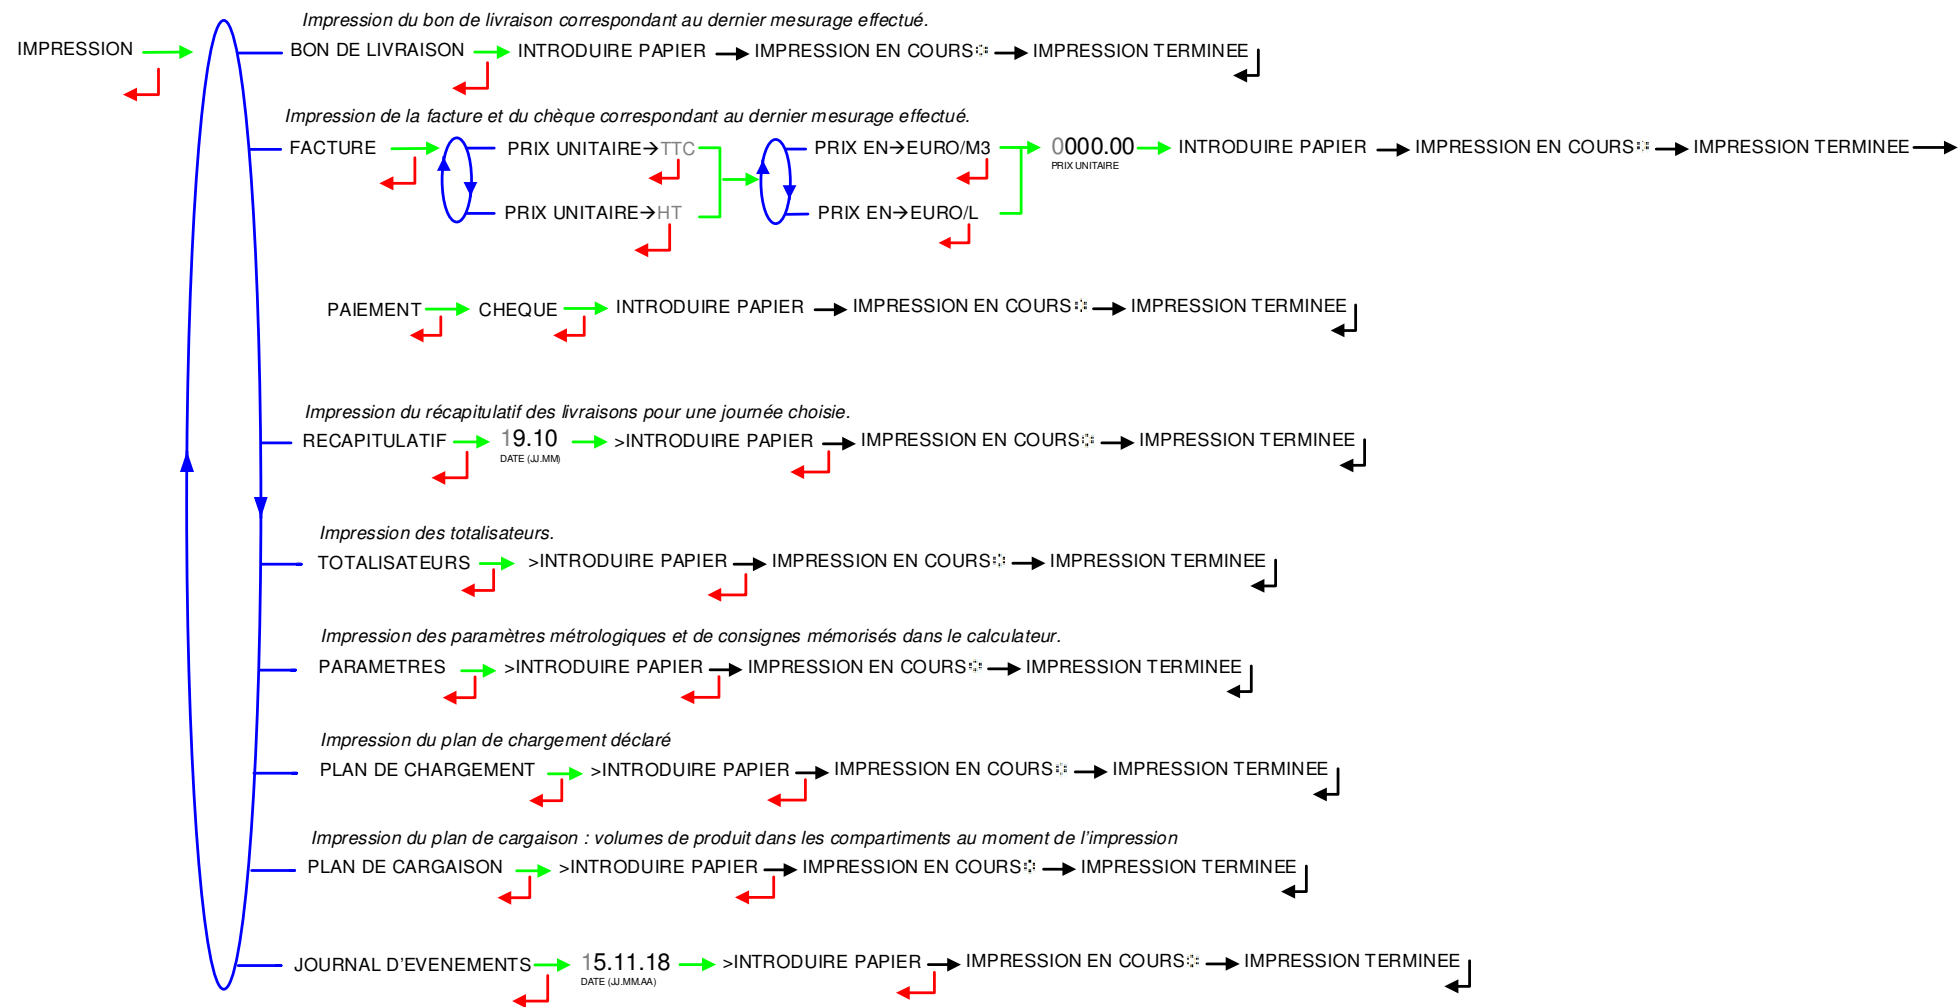 Impression du bon de livraison correspondant au dernier mesurage effectué.
IMPRESSION BON DE LIVRAISON INTRODUIRE PAPIER IMPRESSION EN COURS IMPRESSION TERMINEE
Impression de la facture et du chèque correspondant au dernier mesurage effectué.
FACTURE PRIX UNITAIRE→TTC PRIX EN→EURO/M3 0000.00 INTRODUIRE PAPIER IMPRESSION EN COURS IMPRESSION TERMINEE
PRIX UNITAIRE
PRIX UNITAIRE→HT PRIX EN→EURO/L
PAIEMENT CHEQUE INTRODUIRE PAPIER IMPRESSION EN COURS IMPRESSION TERMINEE
Impression du récapitulatif des livraisons pour une journée choisie.
RECAPITULATIF 19.10 >INTRODUIRE PAPIER IMPRESSION EN COURS IMPRESSION TERMINEE
DATE (JJ.MM)
Impression des totalisateurs.
TOTALISATEURS >INTRODUIRE PAPIER IMPRESSION EN COURS IMPRESSION TERMINEE
Impression des paramètres métrologiques et de consignes mémorisés dans le calculateur.
PARAMETRES >INTRODUIRE PAPIER IMPRESSION EN COURS IMPRESSION TERMINEE
Impression du plan de chargement déclaré
PLAN DE CHARGEMENT >INTRODUIRE PAPIER IMPRESSION EN COURS IMPRESSION TERMINEE
Impression du plan de cargaison : volumes de produit dans les compartiments au moment de l'impression
PLAN DE CARGAISON >INTRODUIRE PAPIER IMPRESSION EN COURS IMPRESSION TERMINEE
JOURNAL D'EVENEMENTS 15.11.18 >INTRODUIRE PAPIER IMPRESSION EN COURS IMPRESSION TERMINEE
DATE (JJ.MM.AA)